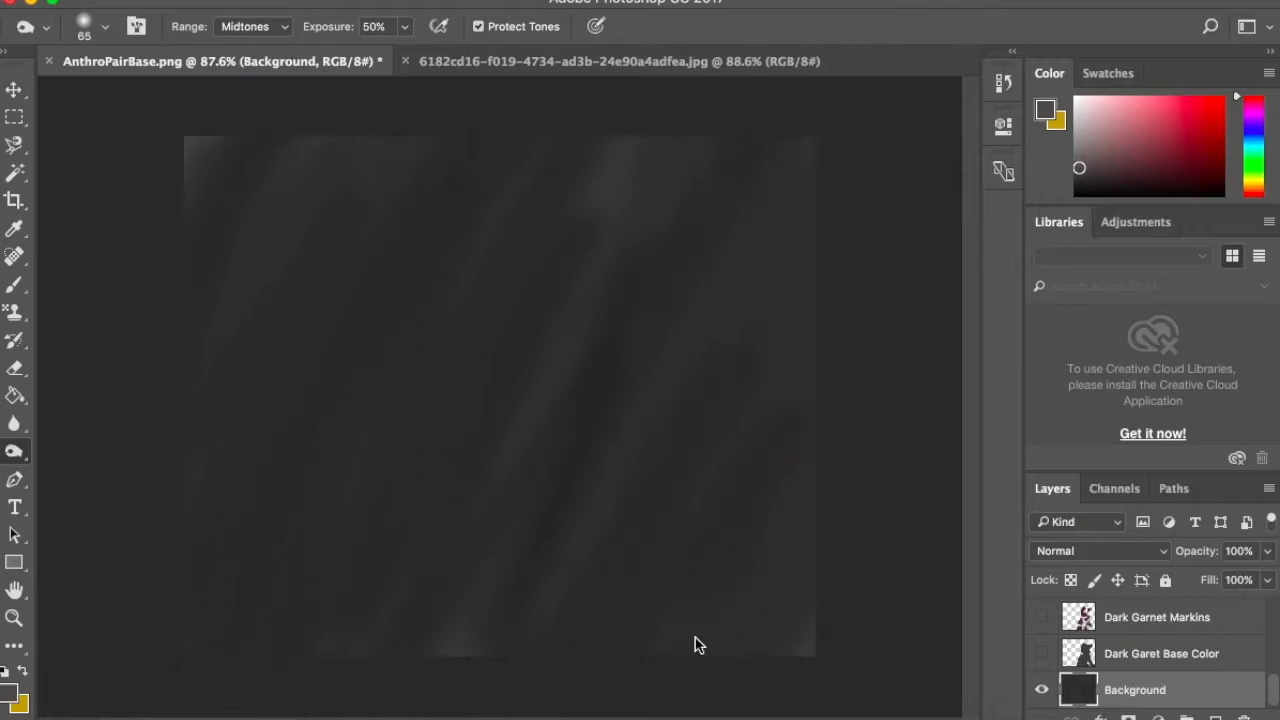 Adobe Photoshop CC 2017
65
Range: Midtones Exposure: 50% Protect Tones
× AnthroPairBase.png @ 87.6% (Background, RGB/8#) * × 6182cd16-f019-4734-ad3b-24e90a4adfea.jpg @ 88.6% (RGB/8#)
Color Swatches
Libraries Adjustments
To use Creative Cloud Libraries,
please install the Creative Cloud
Application
Get it now!
Layers Channels Paths
Kind
Normal Opacity: 100%
Lock: Fill: 100%
Dark Garnet Markins
Dark Garet Base Color
Background